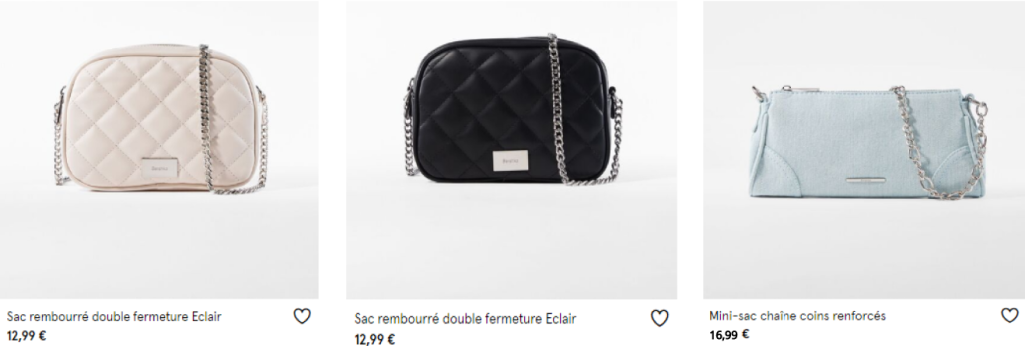 Sac rembourré double fermeture Eclair
12,99 €
Sac rembourré double fermeture Eclair
12,99 €
Mini-sac chaîne coins renforcés
16,99 €